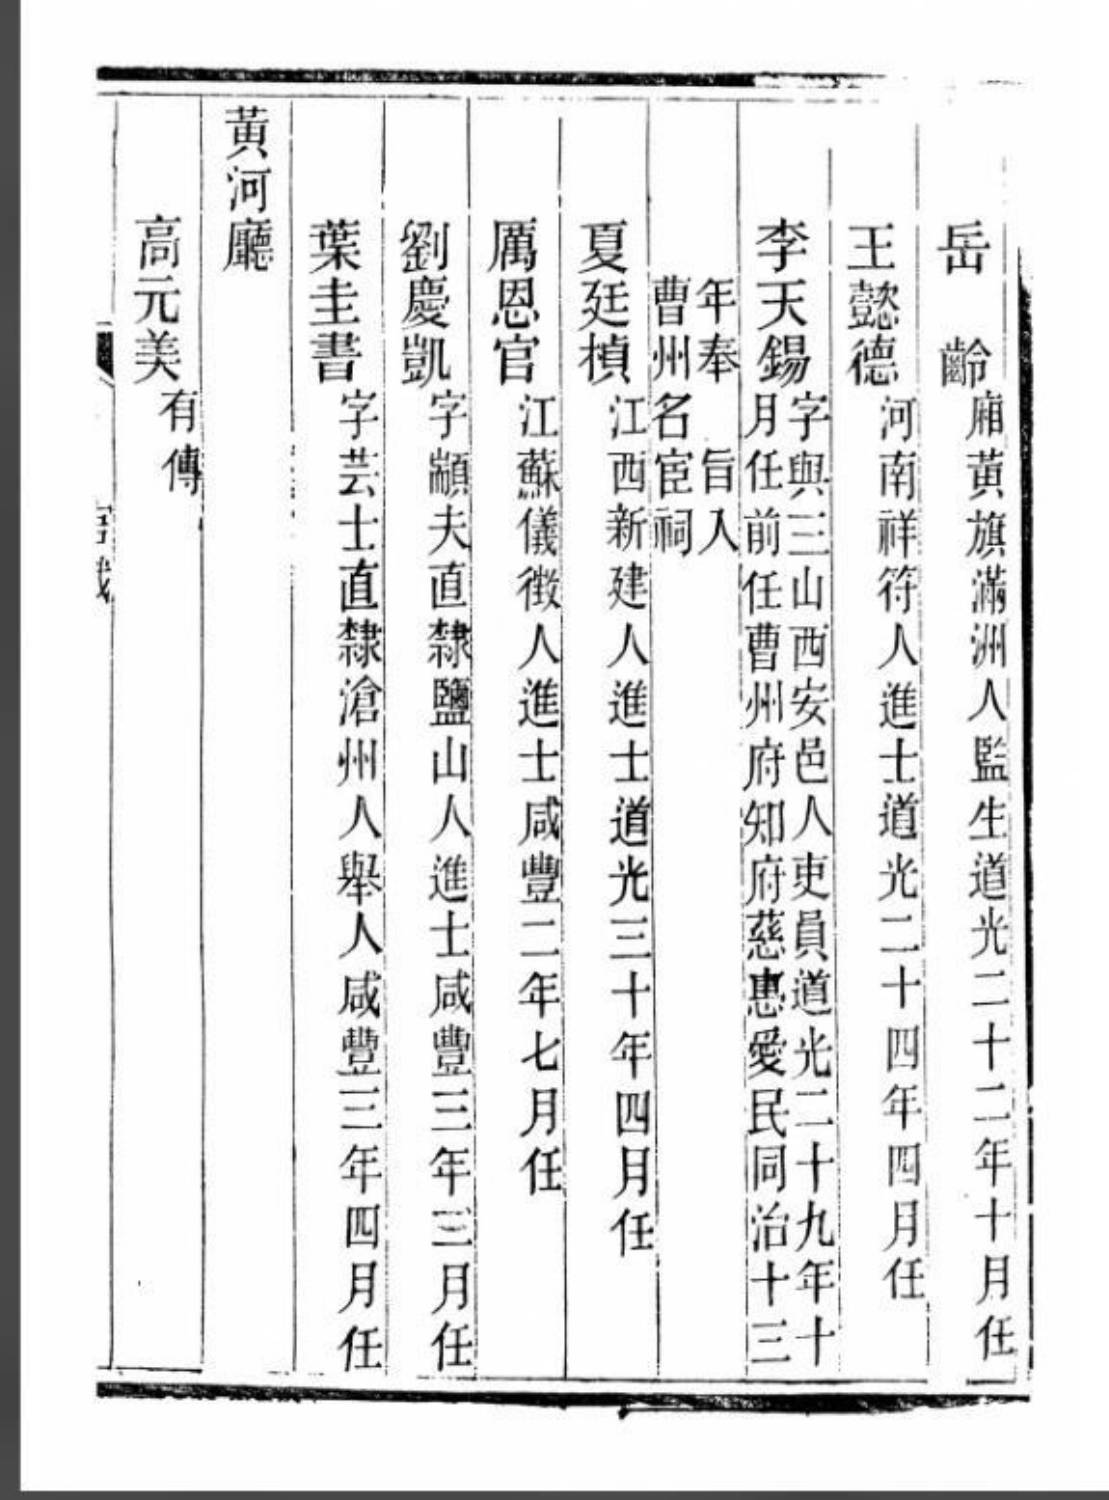 岳　齡 廂黃旗滿洲人監生道光二十二年十月任
王懿德 河南祥符人進士道光二十四年四月任
李天錫 字與三山西安邑人吏員道光二十九年十
月任前任曹州府知府慈惠愛民同治十三
年奉　旨入
曹州名宦祠
夏廷楨 江西新建人進士道光三十年四月任
厲恩官 江蘇儀徵人進士咸豐二年七月任
劉慶凱 字顓夫直隸鹽山人進士咸豐三年三月任
葉圭書 字芸士直隸滄州人舉人咸豐三年四月任
黃河廳
高元美 有傳